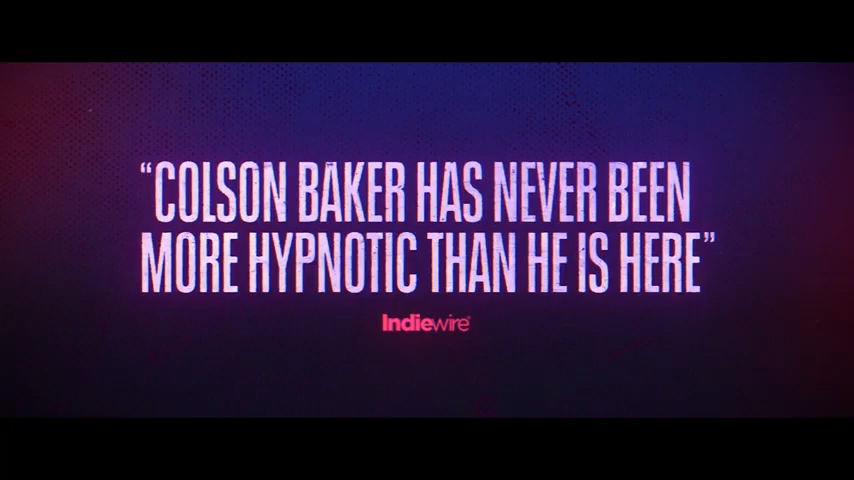 “COLSON BAKER HAS NEVER BEEN
MORE HYPNOTIC THAN HE IS HERE”
Indiewire